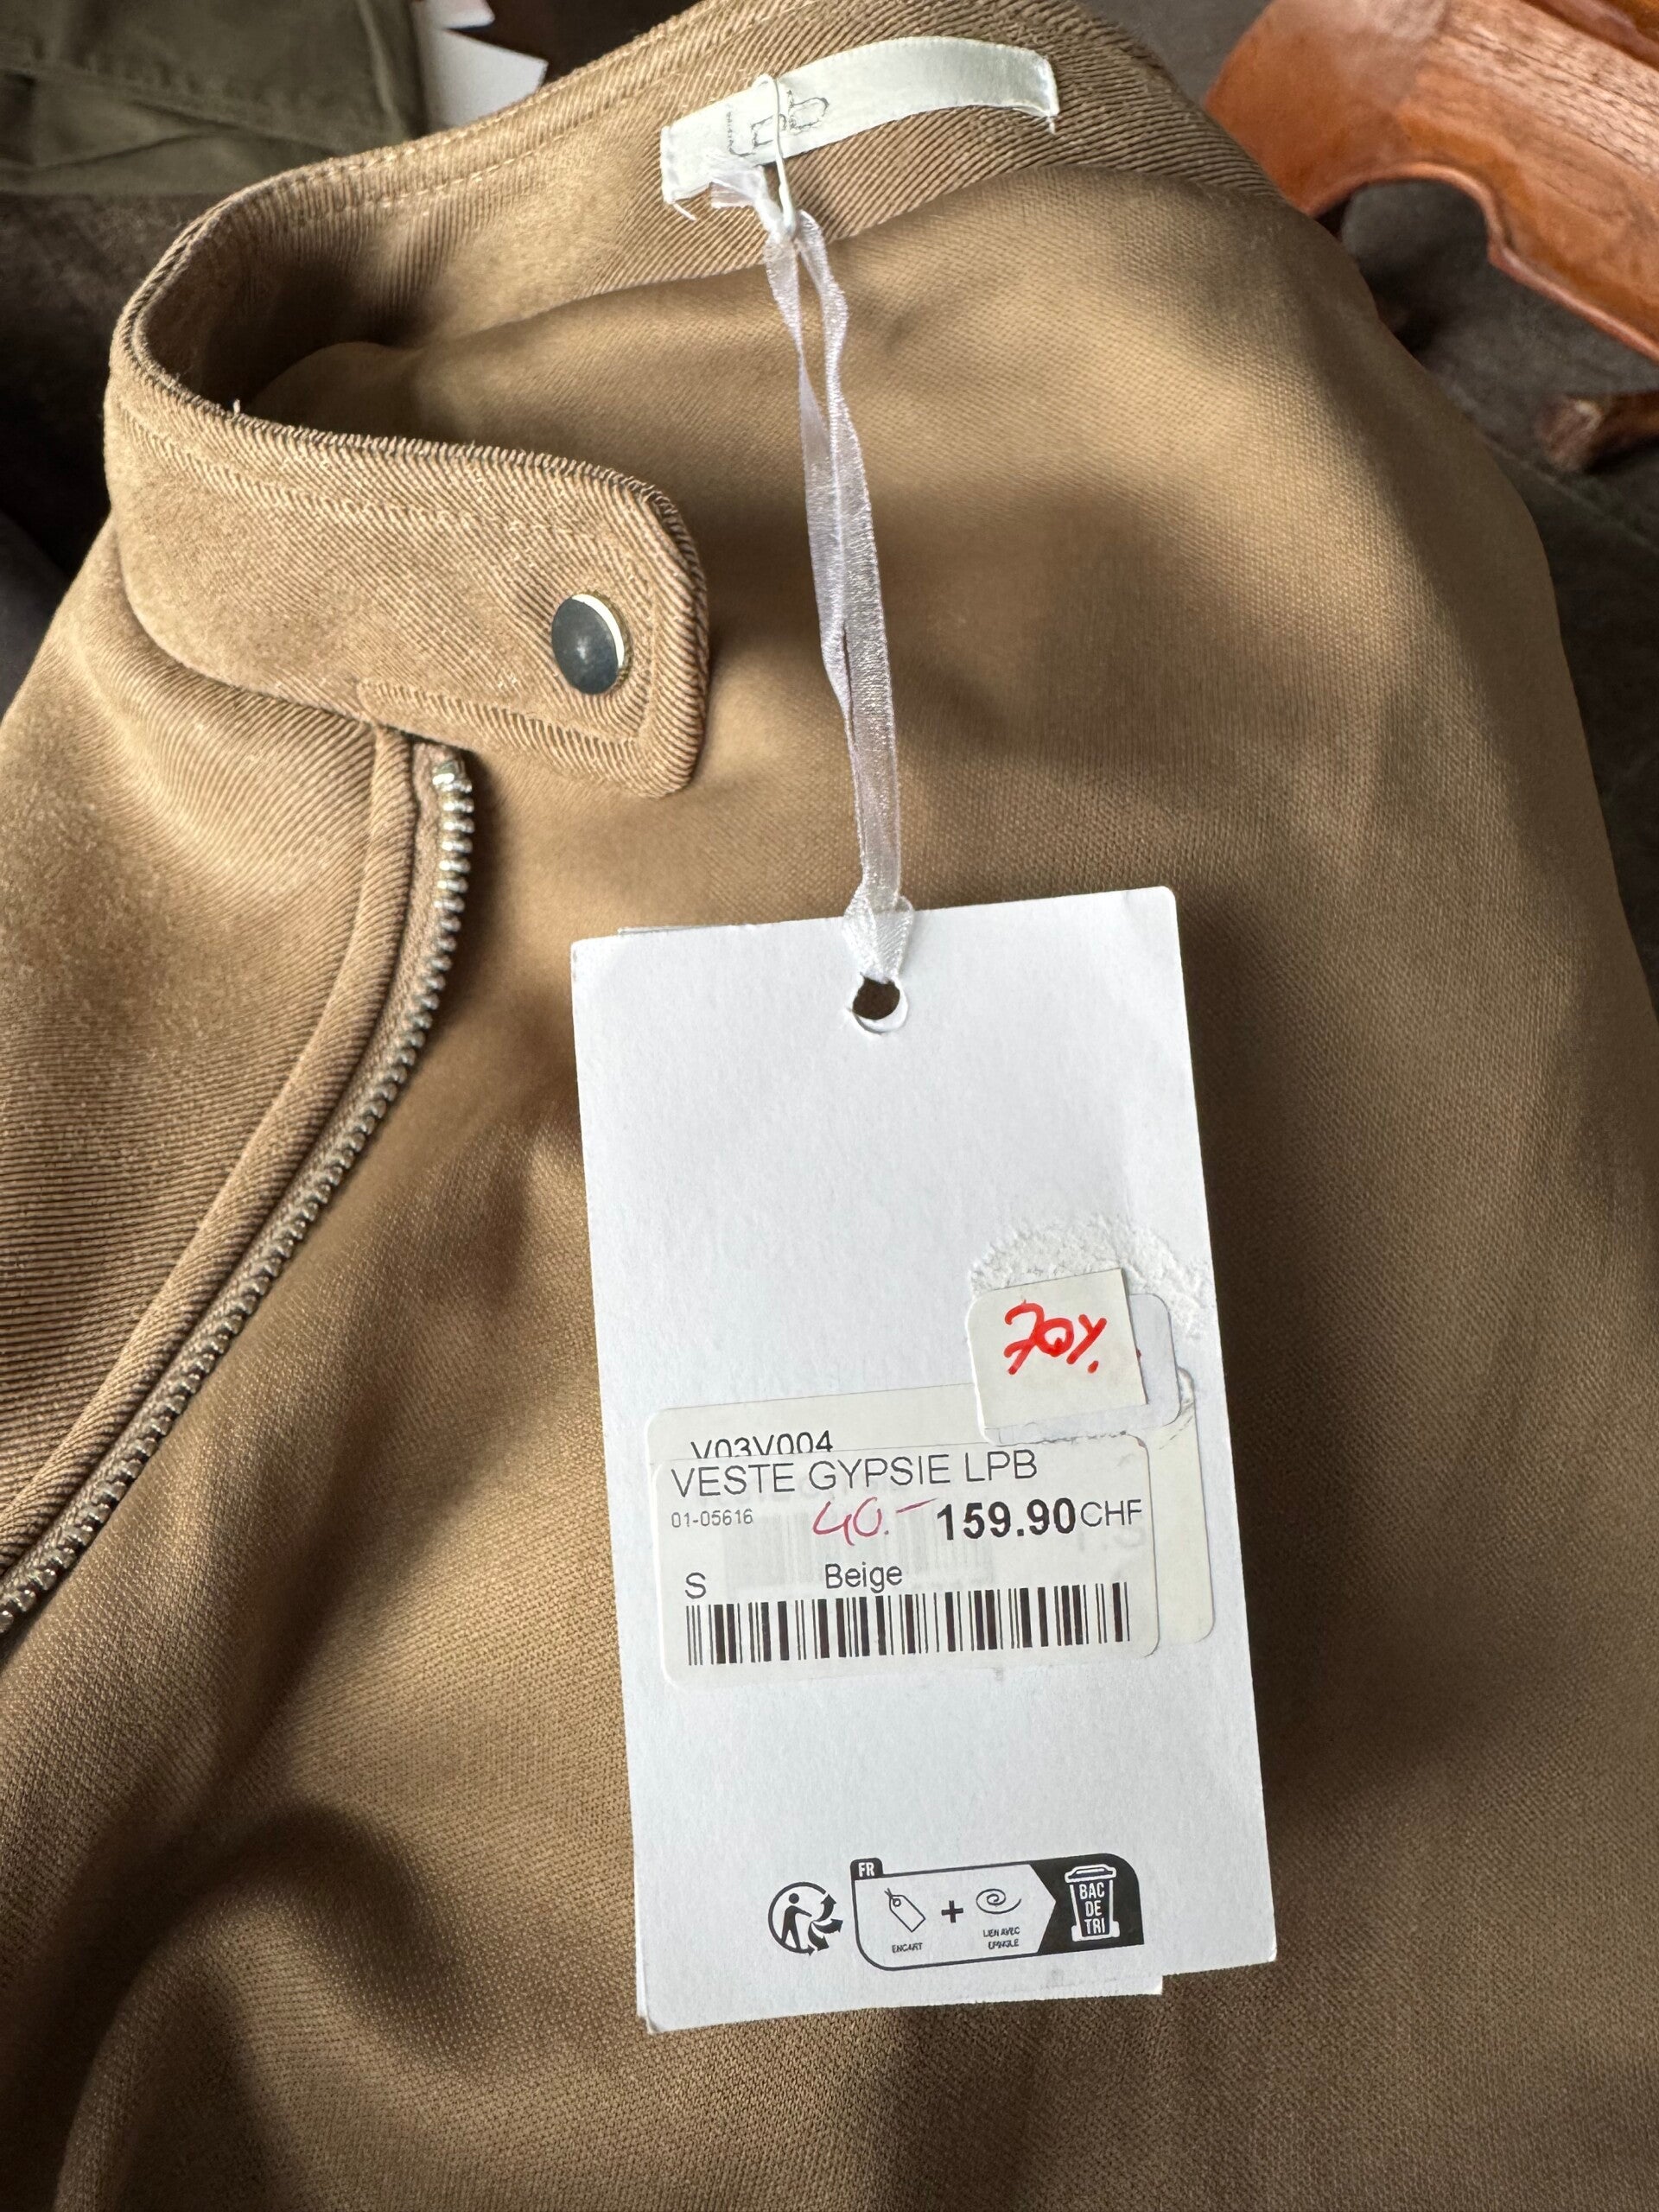 LPB
70%.
V03V004
VESTE GYPSIE LPB
01-05616 40.- 159.90CHF
S Beige
FR
BAC
DE
TRI
+
ENCART
LIEN AVEC
EPINGLE